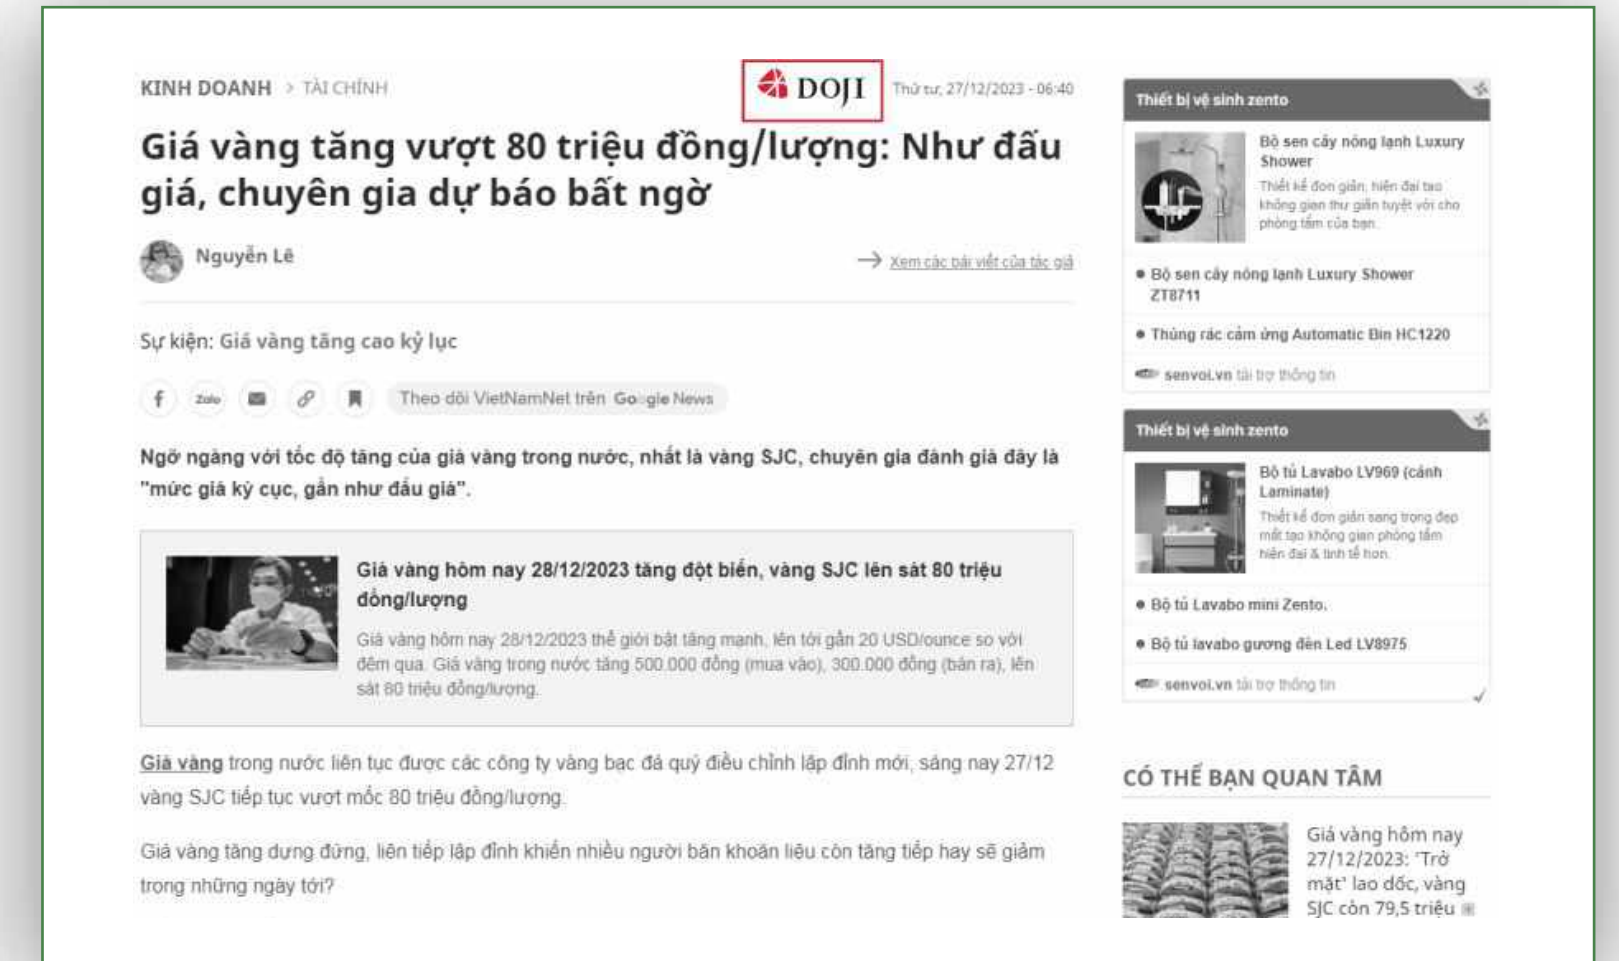 KINH DOANH > TÀI CHÍNH
DOJI
Thứ tư, 27/12/2023 - 06:40
Giá vàng tăng vượt 80 triệu đồng/lượng: Như đấu
giá, chuyên gia dự báo bất ngờ
Nguyễn Lê
Xem các bài viết của tác giả
Sự kiện: Giá vàng tăng cao kỷ lục
Zalo
Theo dõi VietNamNet trên Google News
Ngỡ ngàng với tốc độ tăng của giá vàng trong nước, nhất là vàng SJC, chuyên gia đánh giá đây là
"mức giá kỳ cục, gần như đấu giá".
Giá vàng hôm nay 28/12/2023 tăng đột biến, vàng SJC lên sát 80 triệu
đồng/lượng
Giá vàng hôm nay 28/12/2023 thế giới bật tăng mạnh, lên tới gần 20 USD/ounce so với
đêm qua. Giá vàng trong nước tăng 500.000 đồng (mua vào), 300.000 đồng (bán ra), lên
sát 80 triệu đồng/lượng.
Giá vàng trong nước liên tục được các công ty vàng bạc đá quý điều chỉnh lập đỉnh mới, sáng nay 27/12
vàng SJC tiếp tục vượt mốc 80 triệu đồng/lượng.
Giá vàng tăng dựng đứng, liên tiếp lập đỉnh khiến nhiều người băn khoăn liệu còn tăng tiếp hay sẽ giảm
trong những ngày tới?
Thiết bị vệ sinh zento
Bộ sen cây nóng lạnh Luxury
Shower
Thiết kế đơn giản, hiện đại tạo
không gian thư giãn tuyệt vời cho
phòng tắm của bạn.
Bộ sen cây nóng lạnh Luxury Shower
ZT8711
Thùng rác cảm ứng Automatic Bin HC1220
senvoi.vn tài trợ thông tin
Thiết bị vệ sinh zento
Bộ tủ Lavabo LV969 (cánh
Laminate)
Thiết kế đơn giản sang trọng đẹp
mắt tạo không gian phòng tắm
hiện đại & tinh tế hơn.
Bộ tủ Lavabo mini Zento.
Bộ tủ lavabo gương đèn Led LV8975
senvoi.vn tài trợ thông tin
CÓ THỂ BẠN QUAN TÂM
Giá vàng hôm nay
27/12/2023: "Trở
mặt" lao dốc, vàng
SJC còn 79,5 triệu